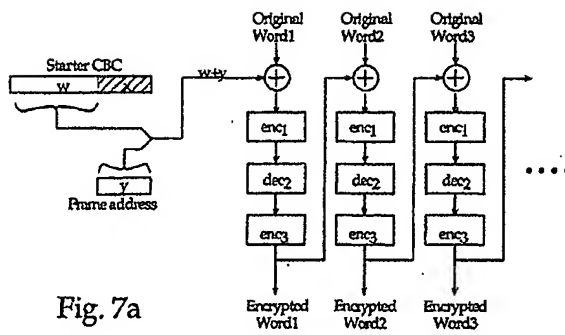 Original Word1
Original Word2
Original Word3
Starter CBC
w
x
w+y
enc1
enc1
enc1
y
Frame address
dec2
dec2
dec2
enc3
enc3
enc3
Fig. 7a
Encrypted Word1
Encrypted Word2
Encrypted Word3